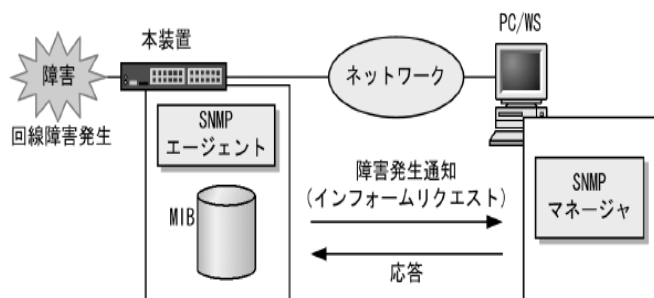 PC/WS
本装置
障害
ネットワーク
回線障害発生
SNMP
エージェント
障害発生通知
(インフォームリクエスト)
SNMP
マネージャ
MIB
応答